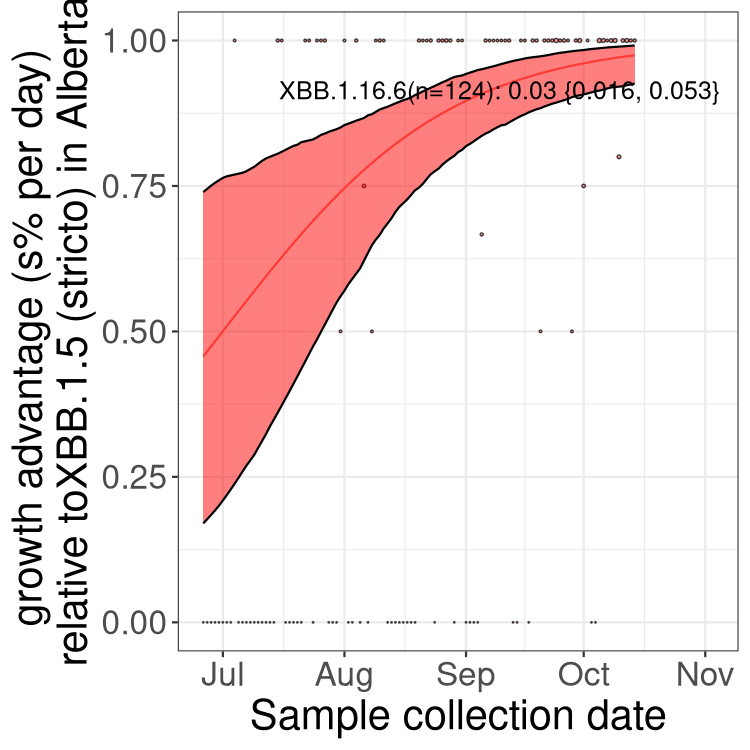 growth advantage (s% per day)
relative toXBB.1.5 (stricto) in Alberta
1.00
0.75
0.50
0.25
0.00
XBB.1.16.6(n=124): 0.03 {0.016, 0.053}
Jul Aug Sep Oct Nov
Sample collection date